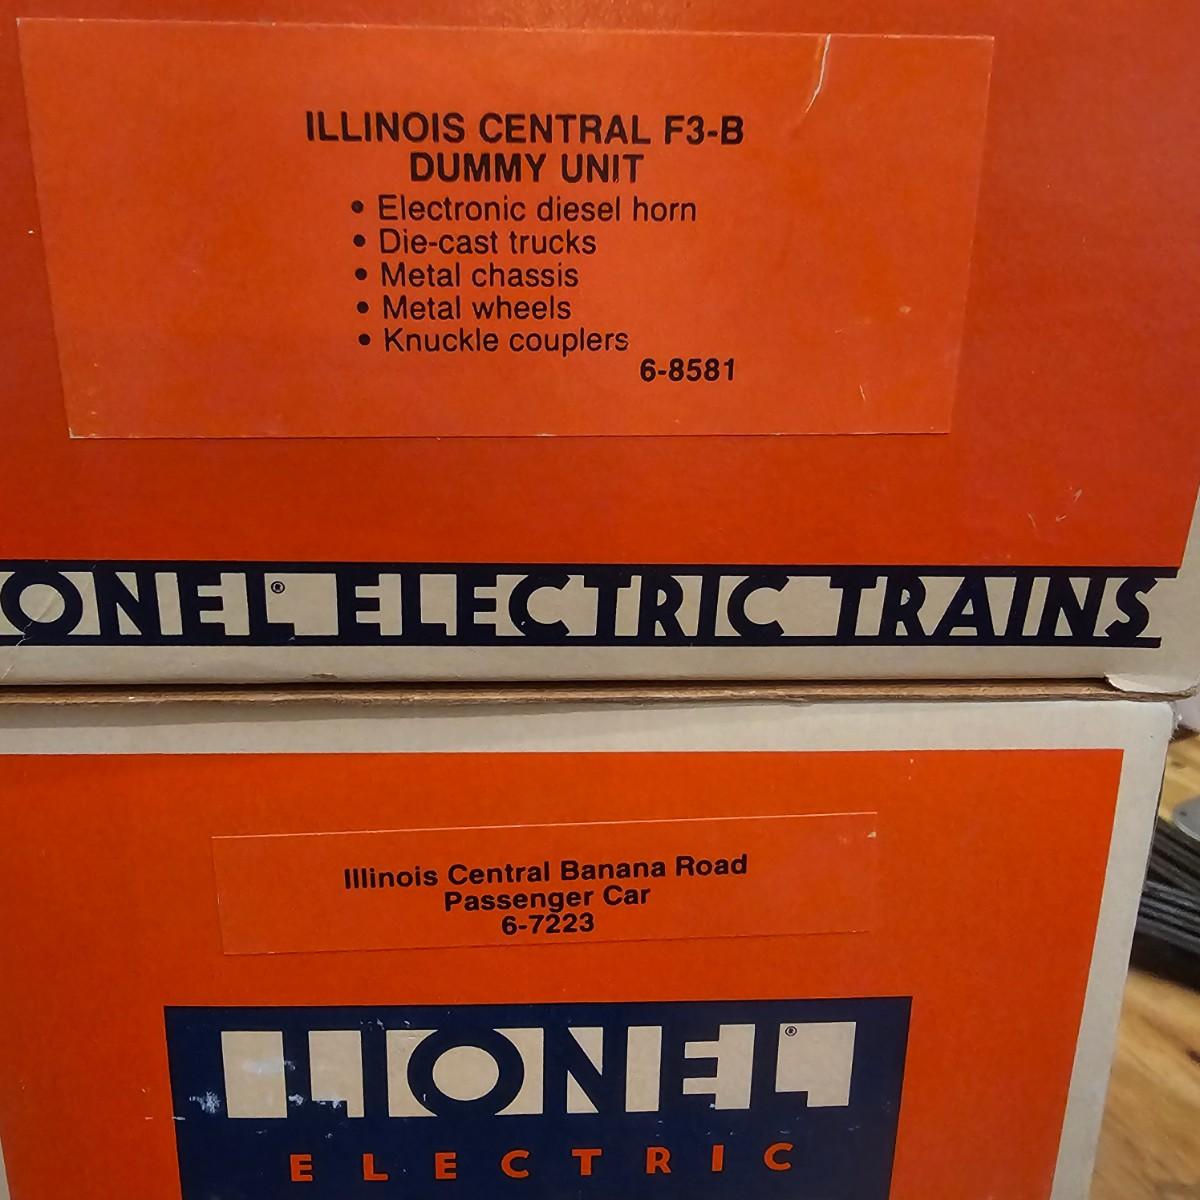 ILLINOIS CENTRAL F3-B
DUMMY UNIT
• Electronic diesel horn
• Die-cast trucks
• Metal chassis
• Metal wheels
• Knuckle couplers
6-8581
IONEL® ELECTRIC TRAINS
Illinois Central Banana Road
Passenger Car
6-7223
LIONEL®
ELECTRIC